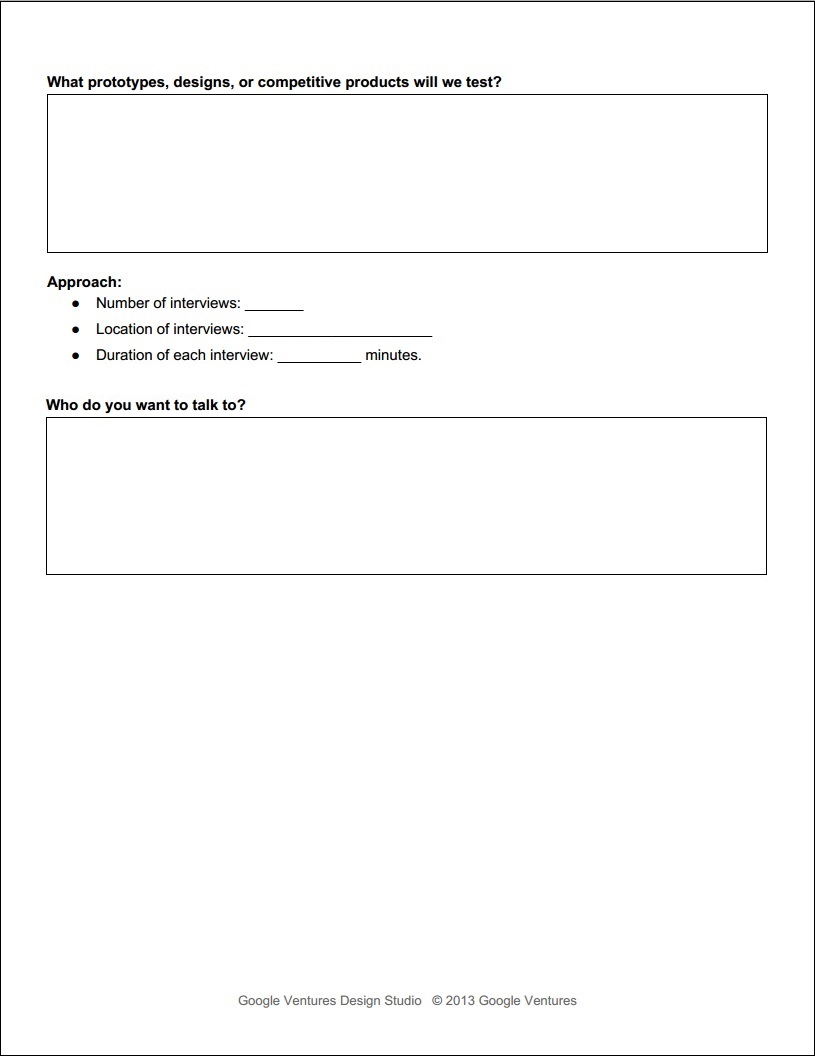 What prototypes, designs, or competitive products will we test?
Approach:
● Number of interviews: _______
● Location of interviews: ______________________
● Duration of each interview: __________ minutes.
Who do you want to talk to?
Google Ventures Design Studio © 2013 Google Ventures